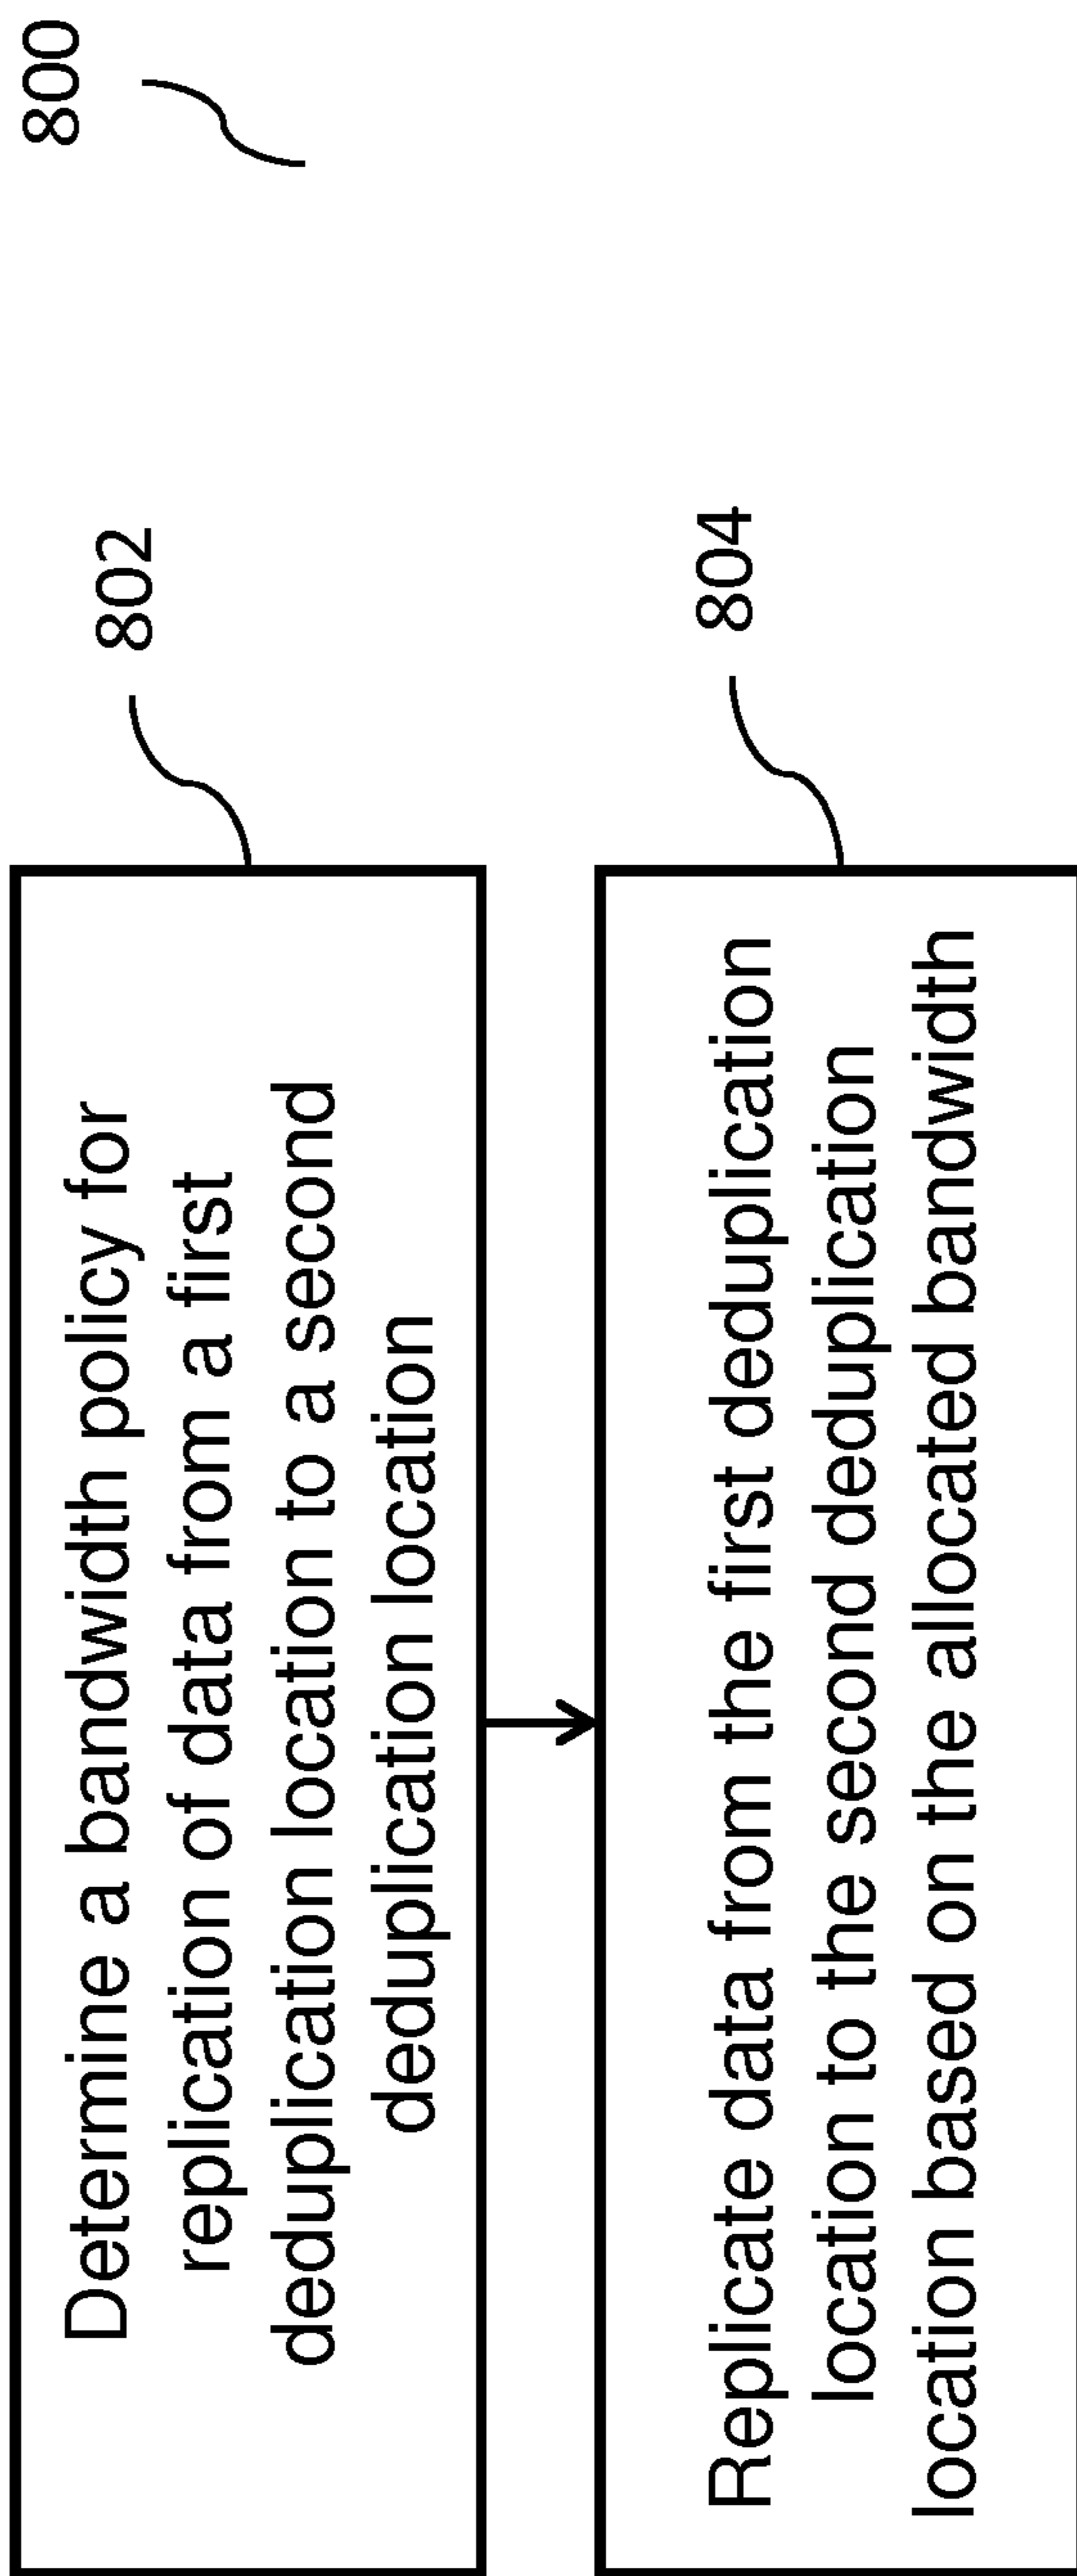 800
802
Determine a bandwidth policy for
replication of data from a first
deduplication location to a second
deduplication location
804
Replicate data from the first deduplication
location to the second deduplication
location based on the allocated bandwidth